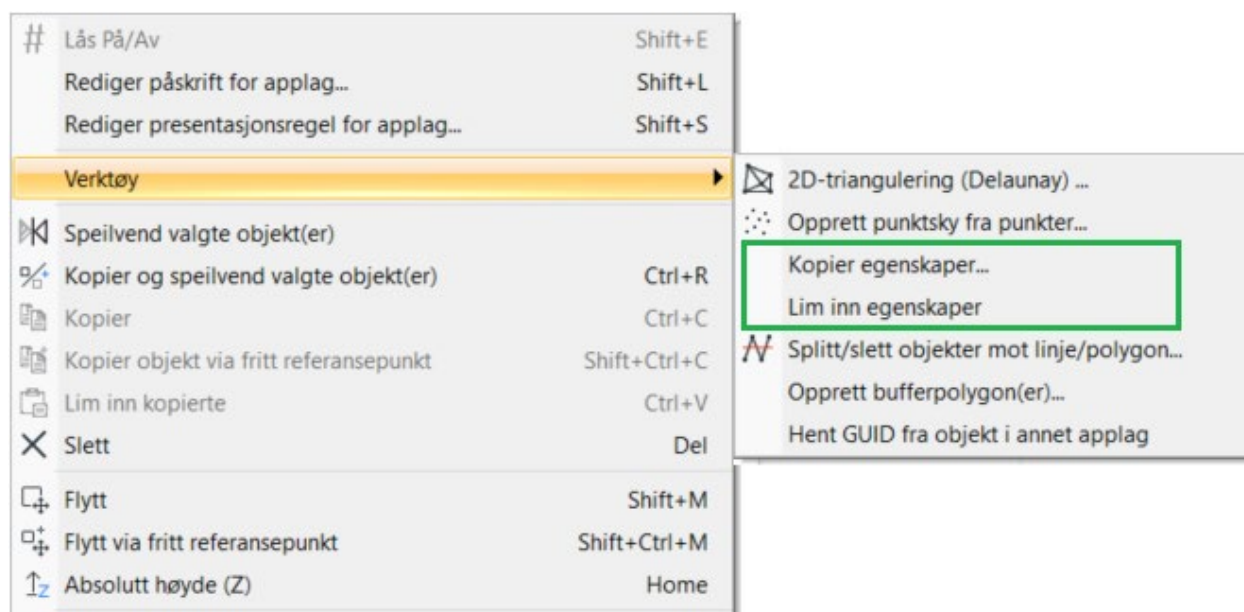 Lås På/Av Shift+E
Rediger påskrift for applag... Shift+L
Rediger presentasjonsregel for applag... Shift+S
Verktøy
Speilvend valgte objekt(er)
Kopier og speilvend valgte objekt(er) Ctrl+R
Kopier Ctrl+C
Kopier objekt via fritt referansepunkt Shift+Ctrl+C
Lim inn kopierte Ctrl+V
Slett Del
Flytt Shift+M
Flytt via fritt referansepunkt Shift+Ctrl+M
Absolutt høyde (Z) Home
2D-triangulering (Delaunay) ...
Opprett punktsky fra punkter...
Kopier egenskaper...
Lim inn egenskaper
Splitt/slett objekter mot linje/polygon...
Opprett bufferpolygon(er)...
Hent GUID fra objekt i annet applag